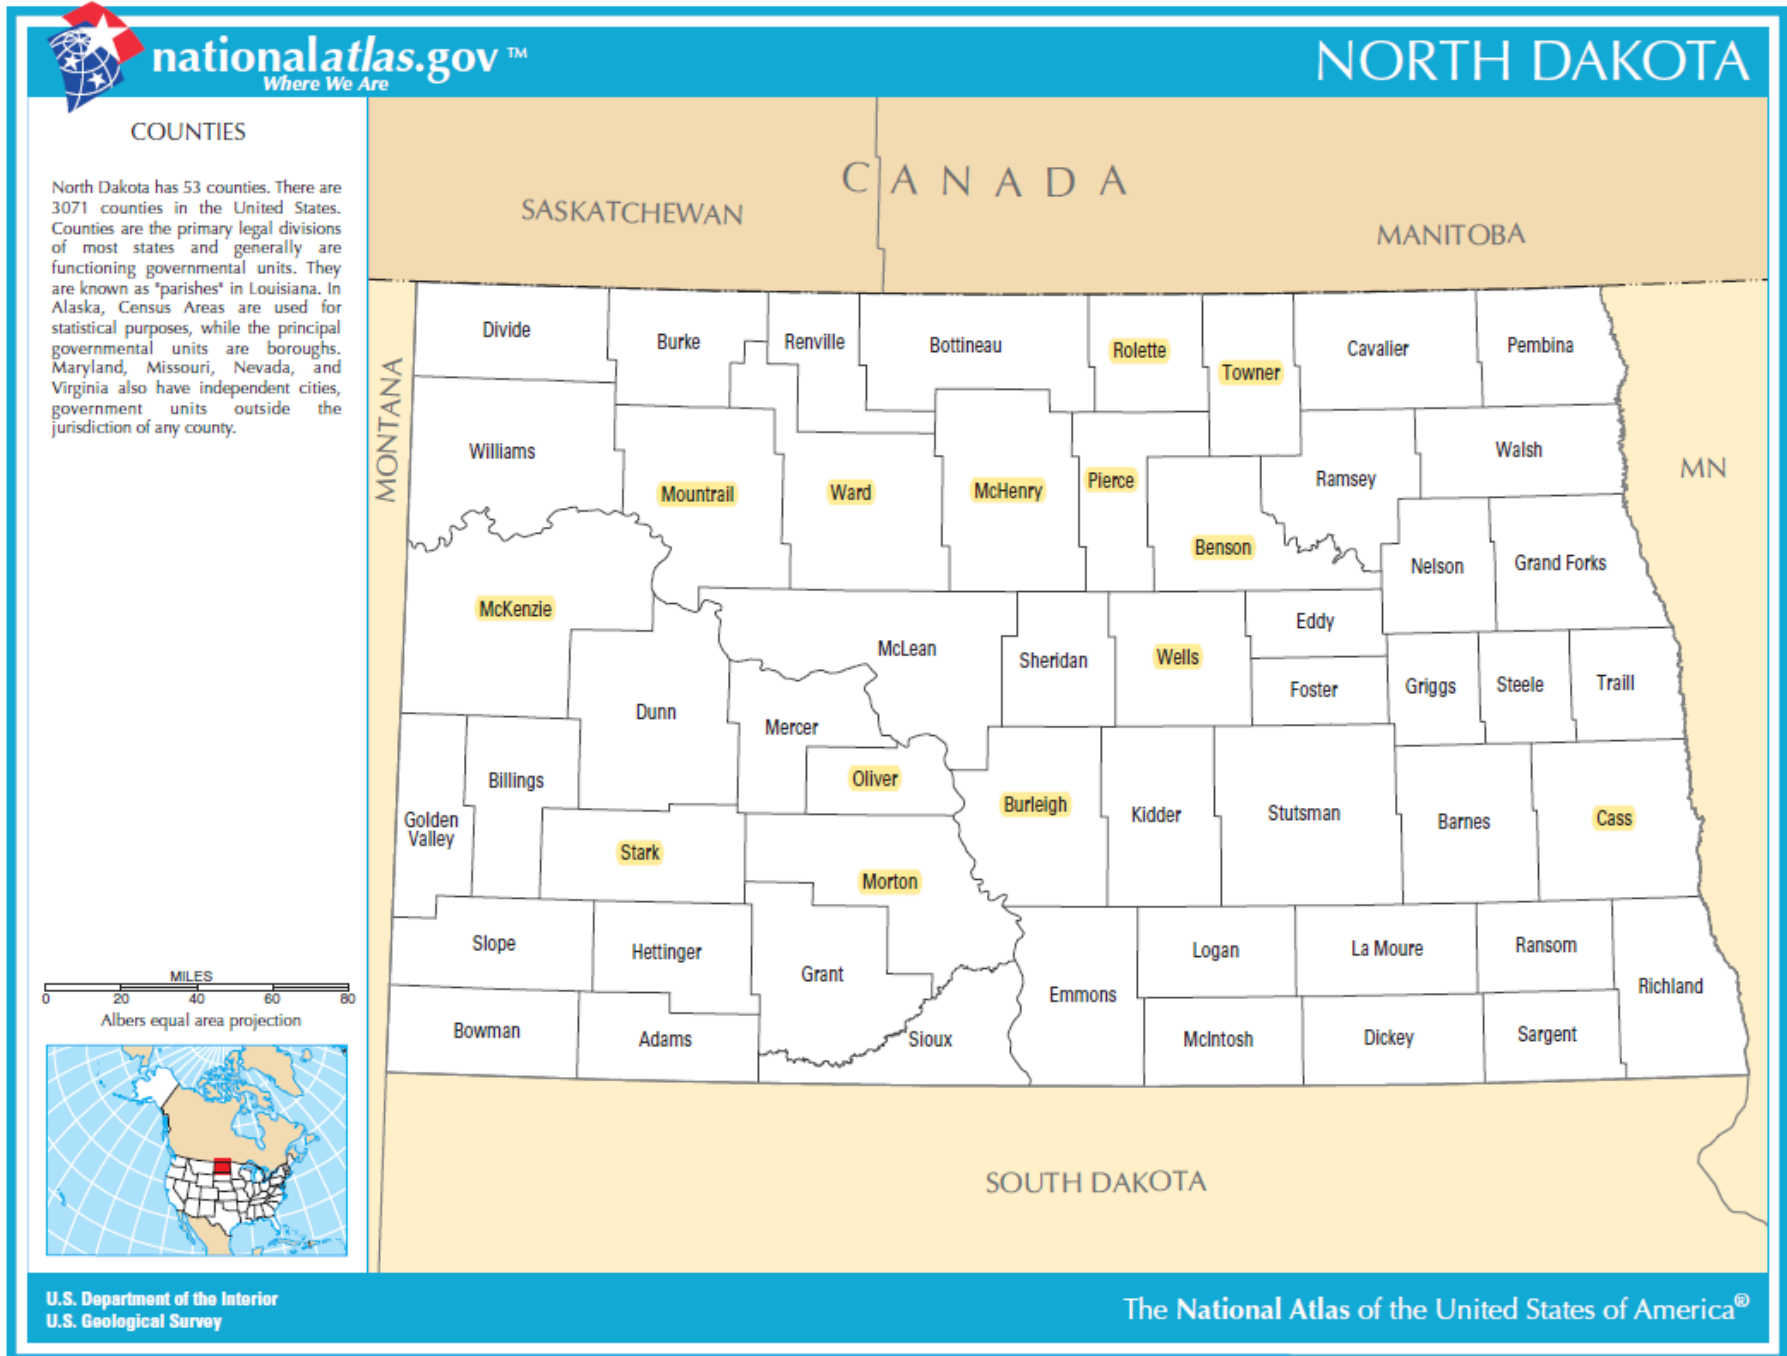 nationalatlas.gov ™
Where We Are
NORTH DAKOTA
COUNTIES
North Dakota has 53 counties. There are
3071 counties in the United States.
Counties are the primary legal divisions
of most states and generally are
functioning governmental units. They
are known as "parishes" in Louisiana. In
Alaska, Census Areas are used for
statistical purposes, while the principal
governmental units are boroughs.
Maryland, Missouri, Nevada, and
Virginia also have independent cities,
government units outside the
jurisdiction of any county.
CANADA
SASKATCHEWAN
MANITOBA
MONTANA
MN
SOUTH DAKOTA
Divide
Burke
Renville
Bottineau
Rolette
Towner
Cavalier
Pembina
Williams
Mountrail
Ward
McHenry
Pierce
Benson
Ramsey
Walsh
Nelson
Grand Forks
McKenzie
McLean
Sheridan
Wells
Eddy
Foster
Griggs
Steele
Traill
Dunn
Mercer
Oliver
Billings
Golden
Valley
Stark
Morton
Burleigh
Kidder
Stutsman
Barnes
Cass
Slope
Hettinger
Grant
Emmons
Logan
La Moure
Ransom
Richland
Bowman
Adams
Sioux
McIntosh
Dickey
Sargent
MILES
0 20 40 60 80
Albers equal area projection
U.S. Department of the Interior
U.S. Geological Survey
The National Atlas of the United States of America®